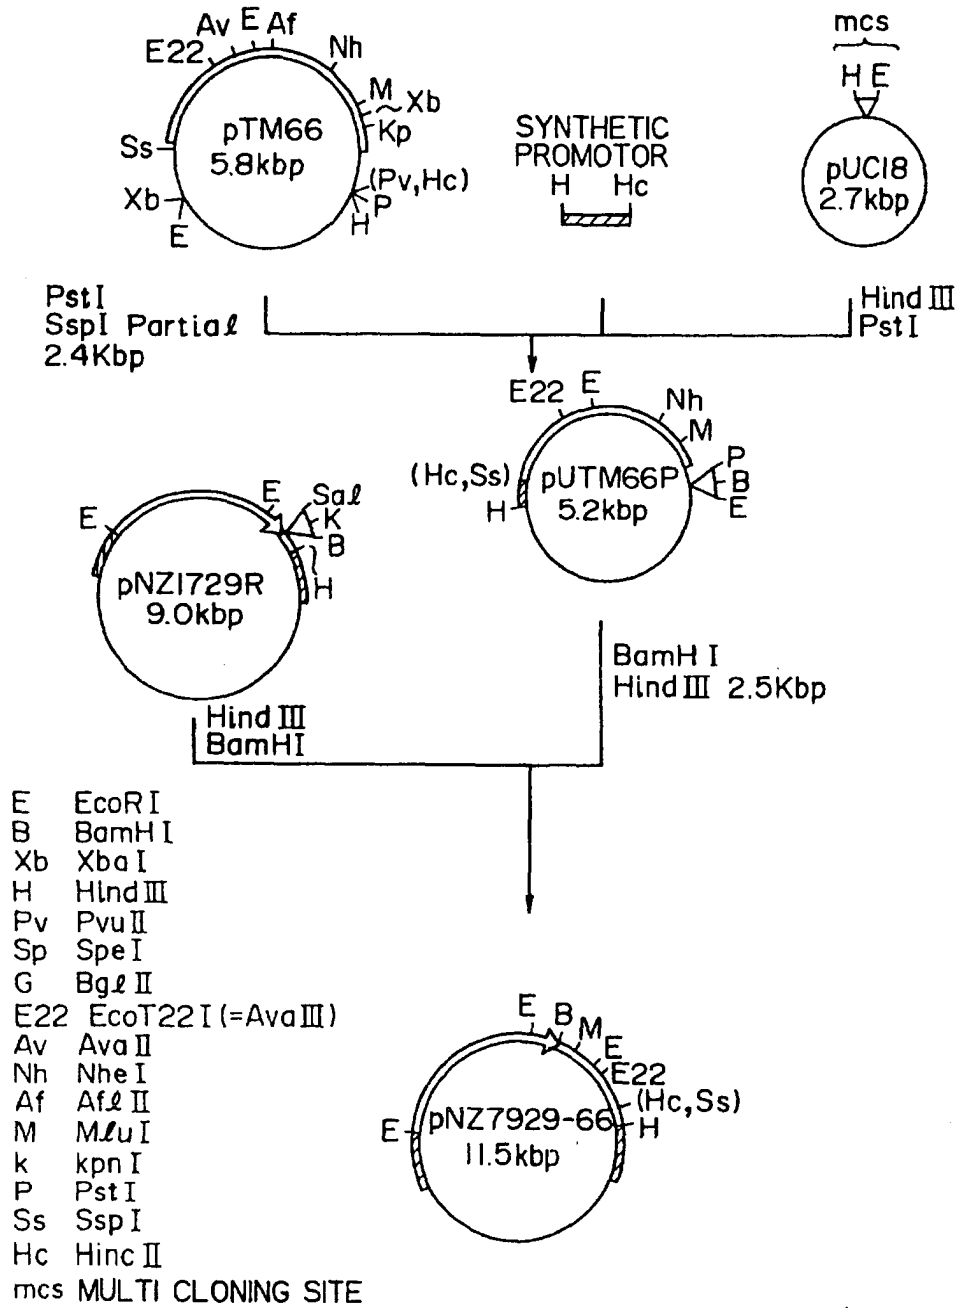 Av E Af
E22
Nh
M
~Xb
Kp
pTM66
5.8kbp
Ss
(Pv,Hc)
P
H
Xb
E
SYNTHETIC
PROMOTOR
H Hc
mcs
H E
pUC18
2.7kbp
PstI
SspI Partial
2.4Kbp
Hind III
PstI
E22 E
Nh
M
(Hc,Ss)
H
pUTM66P
5.2kbp
P
B
E
E
E
Sal
K
B
H
pNZ1729R
9.0kbp
BamH I
Hind III 2.5Kbp
Hind III
BamHI
E EcoR I
B BamH I
Xb Xba I
H HindIII
Pv Pvu II
Sp Spe I
G Bgl II
E22 EcoT22 I (=Ava III)
Av Ava II
Nh Nhe I
Af Afl II
M Mlu I
k kpn I
P Pst I
Ss Ssp I
Hc Hinc II
mcs MULTI CLONING SITE
E B
M
E
E22
(Hc,Ss)
H
E
pNZ7929-66
11.5kbp